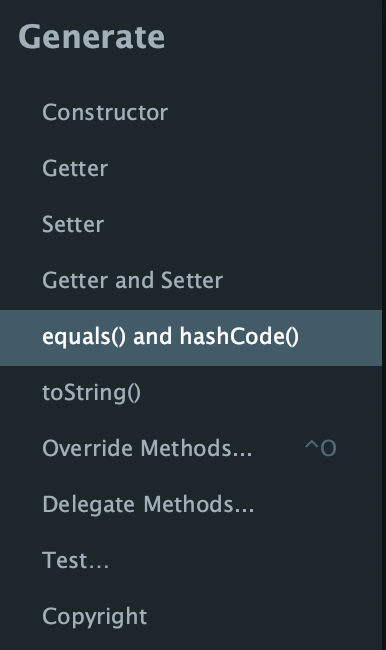 Generate
Constructor
Getter
Setter
Getter and Setter
equals() and hashCode()
toString()
Override Methods... ^O
Delegate Methods...
Test...
Copyright